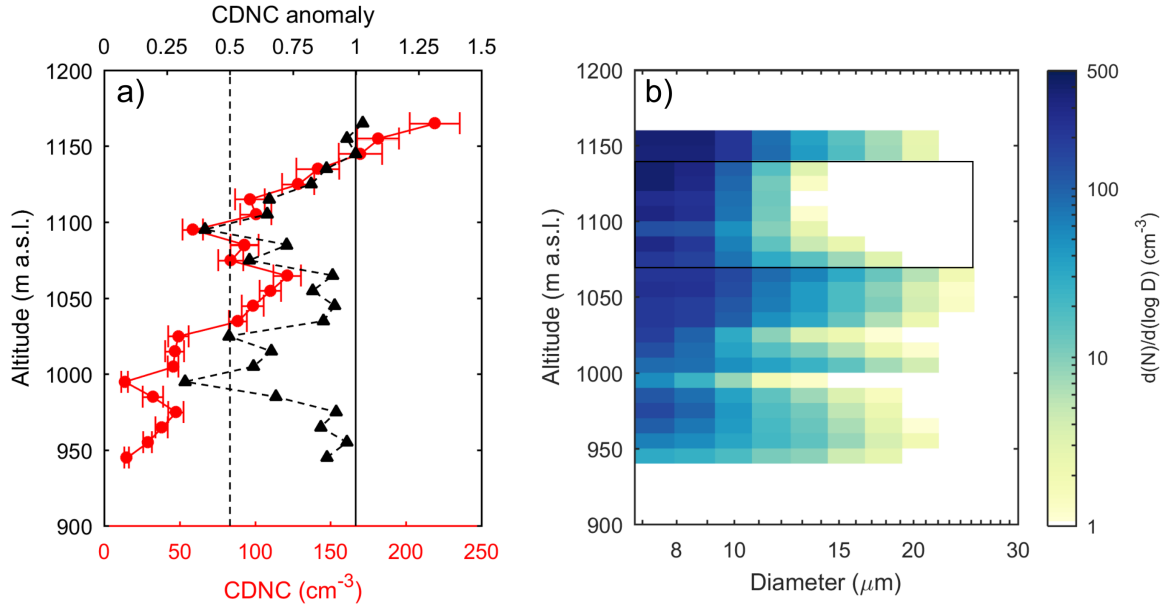 CDNC anomaly
0 0.25 0.5 0.75 1 1.25 1.5
a)
1200
1150
1100
1050
1000
950
900
Altitude (m a.s.l.)
0 50 100 150 200 250
CDNC (cm⁻³)
b)
1200
1150
1100
1050
1000
950
900
Altitude (m a.s.l.)
8 10 15 20 30
Diameter (μm)
500
100
10
1
d(N)/d(log D) (cm⁻³)